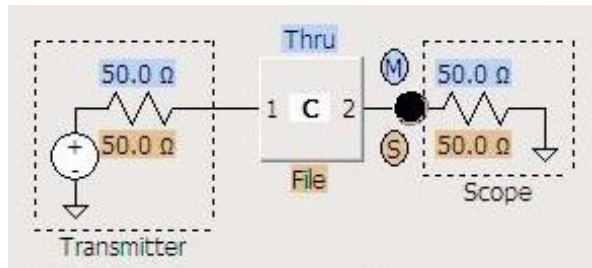 Thru
50.0 Ω
M
50.0 Ω
1 C 2
+
50.0 Ω
-
S
50.0 Ω
File
Scope
Transmitter